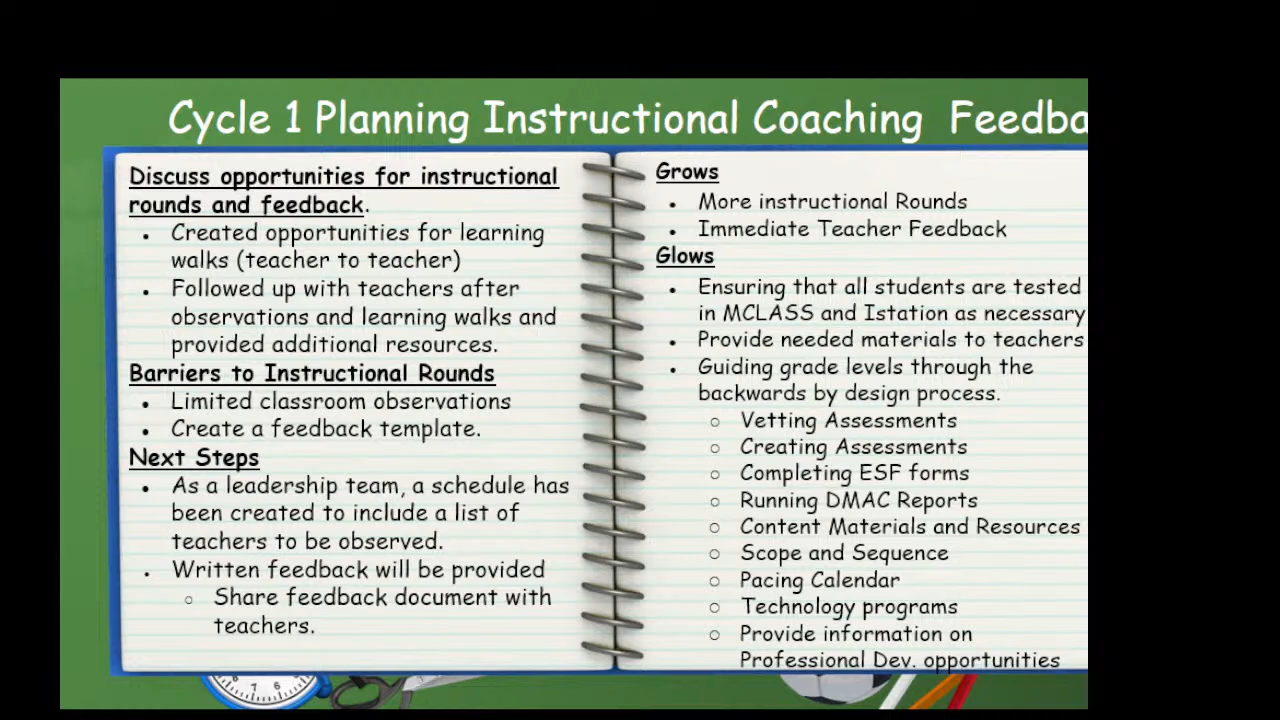 Cycle 1 Planning Instructional Coaching Feedba
Discuss opportunities for instructional
rounds and feedback.
• Created opportunities for learning
walks (teacher to teacher)
• Followed up with teachers after
observations and learning walks and
provided additional resources.
Barriers to Instructional Rounds
• Limited classroom observations
• Create a feedback template.
Next Steps
• As a leadership team, a schedule has
been created to include a list of
teachers to be observed.
• Written feedback will be provided
○ Share feedback document with
teachers.
Grows
• More instructional Rounds
• Immediate Teacher Feedback
Glows
• Ensuring that all students are tested
in MCLASS and Istation as necessary
• Provide needed materials to teachers
• Guiding grade levels through the
backwards by design process.
○ Vetting Assessments
○ Creating Assessments
○ Completing ESF forms
○ Running DMAC Reports
○ Content Materials and Resources
○ Scope and Sequence
○ Pacing Calendar
○ Technology programs
○ Provide information on
Professional Dev. opportunities
8 7 6